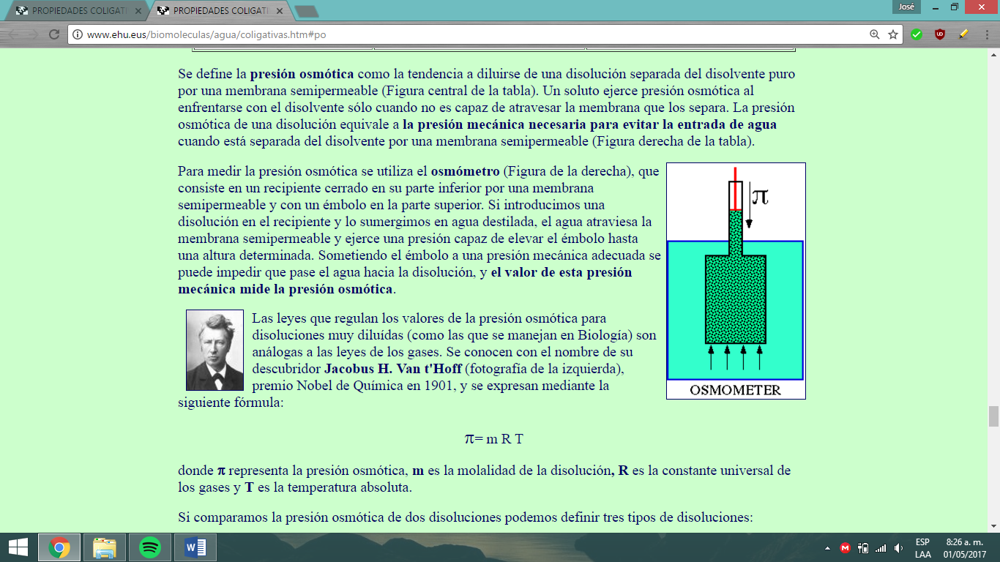 PROPIEDADES COLIGATI
PROPIEDADES COLIGATI
José
www.ehu.eus/biomoleculas/agua/coligativas.htm#po
Se define la presión osmótica como la tendencia a diluirse de una disolución separada del disolvente puro
por una membrana semipermeable (Figura central de la tabla). Un soluto ejerce presión osmótica al
enfrentarse con el disolvente sólo cuando no es capaz de atravesar la membrana que los separa. La presión
osmótica de una disolución equivale a la presión mecánica necesaria para evitar la entrada de agua
cuando está separada del disolvente por una membrana semipermeable (Figura derecha de la tabla).
Para medir la presión osmótica se utiliza el osmómetro (Figura de la derecha), que
consiste en un recipiente cerrado en su parte inferior por una membrana
semipermeable y con un émbolo en la parte superior. Si introducimos una
disolución en el recipiente y lo sumergimos en agua destilada, el agua atraviesa la
membrana semipermeable y ejerce una presión capaz de elevar el émbolo hasta
una altura determinada. Sometiendo el émbolo a una presión mecánica adecuada se
puede impedir que pase el agua hacia la disolución, y el valor de esta presión
mecánica mide la presión osmótica.
π
OSMOMETER
Las leyes que regulan los valores de la presión osmótica para
disoluciones muy diluídas (como las que se manejan en Biología) son
análogas a las leyes de los gases. Se conocen con el nombre de su
descubridor Jacobus H. Van t'Hoff (fotografía de la izquierda),
premio Nobel de Química en 1901, y se expresan mediante la
siguiente fórmula:
π= m R T
donde π representa la presión osmótica, m es la molalidad de la disolución, R es la constante universal de
los gases y T es la temperatura absoluta.
Si comparamos la presión osmótica de dos disoluciones podemos definir tres tipos de disoluciones:
ESP
LAA
8:26 a. m.
01/05/2017